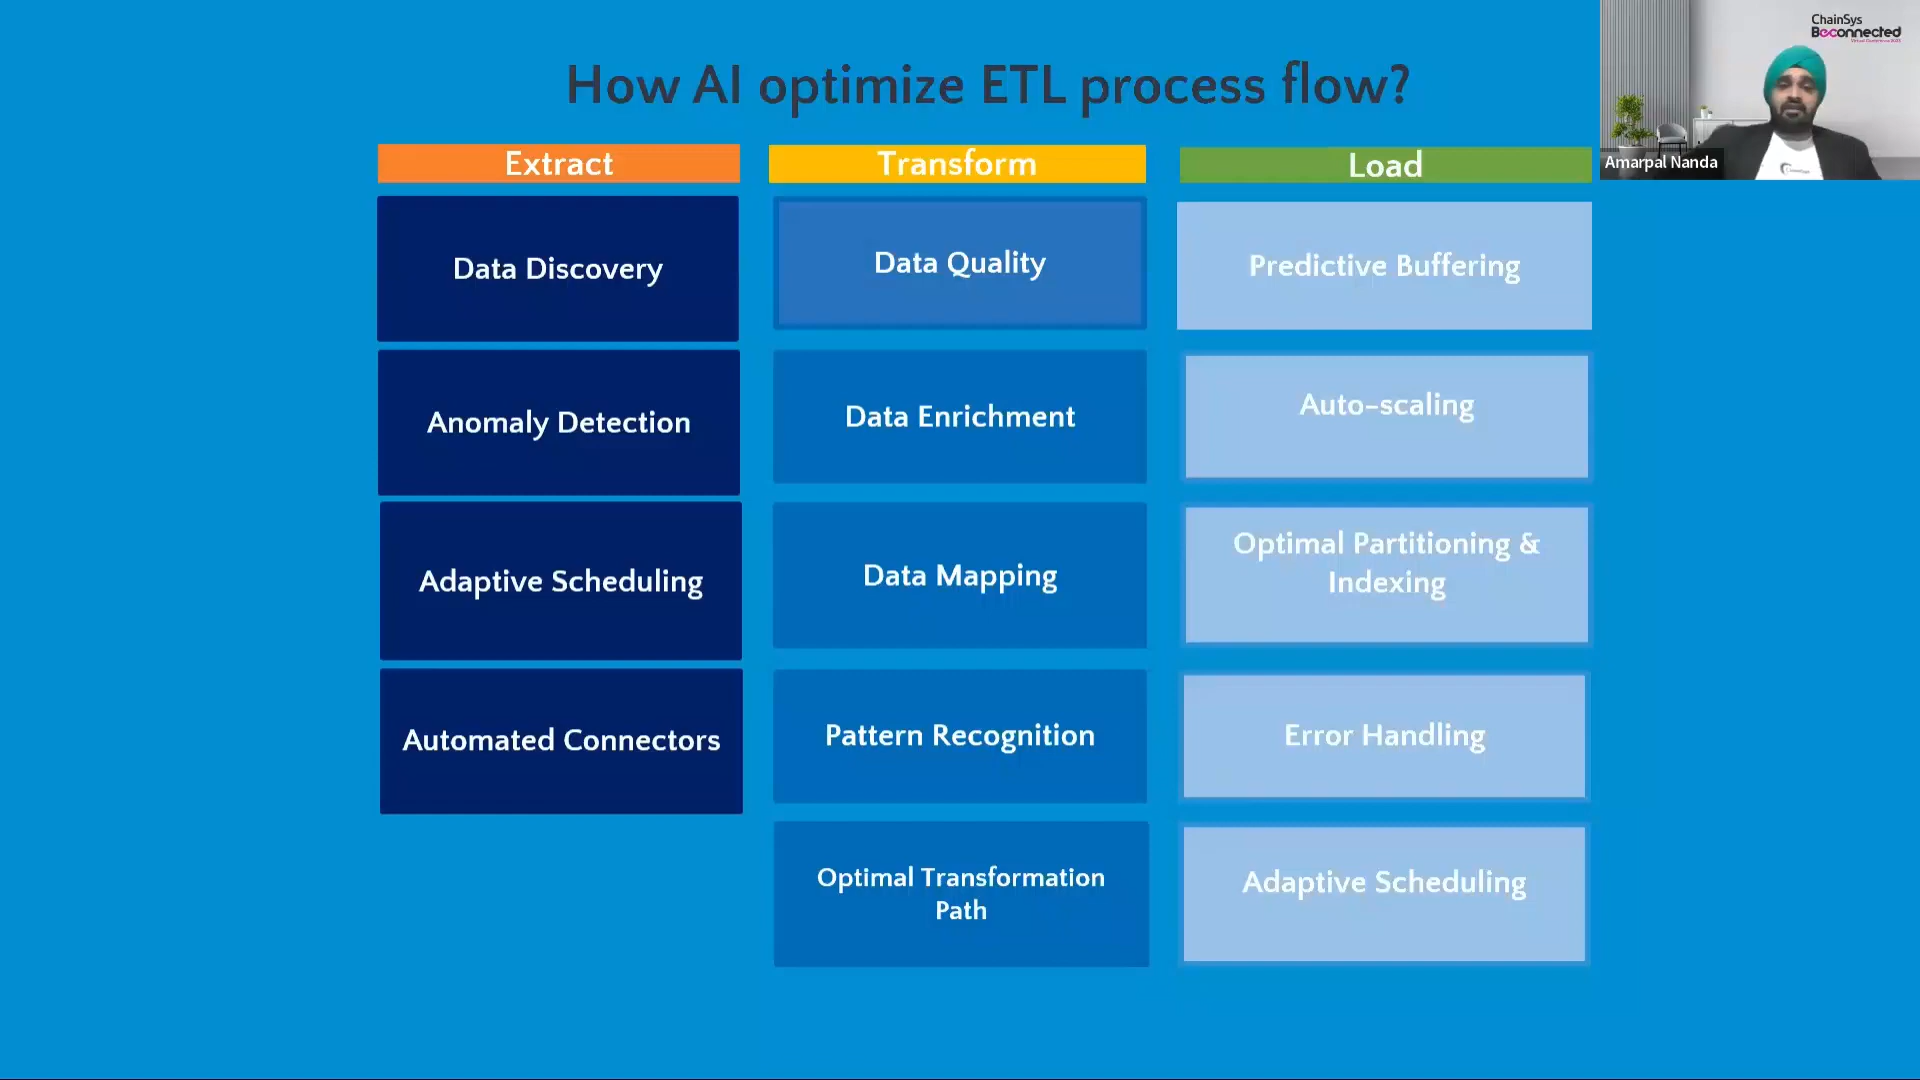 How AI optimize ETL process flow?
Extract
Transform
Load
Data Discovery
Data Quality
Predictive Buffering
Anomaly Detection
Data Enrichment
Auto-scaling
Adaptive Scheduling
Data Mapping
Optimal Partitioning &
Indexing
Automated Connectors
Pattern Recognition
Error Handling
Optimal Transformation
Path
Adaptive Scheduling
ChainSys
Beconnected
Amarpal Nanda